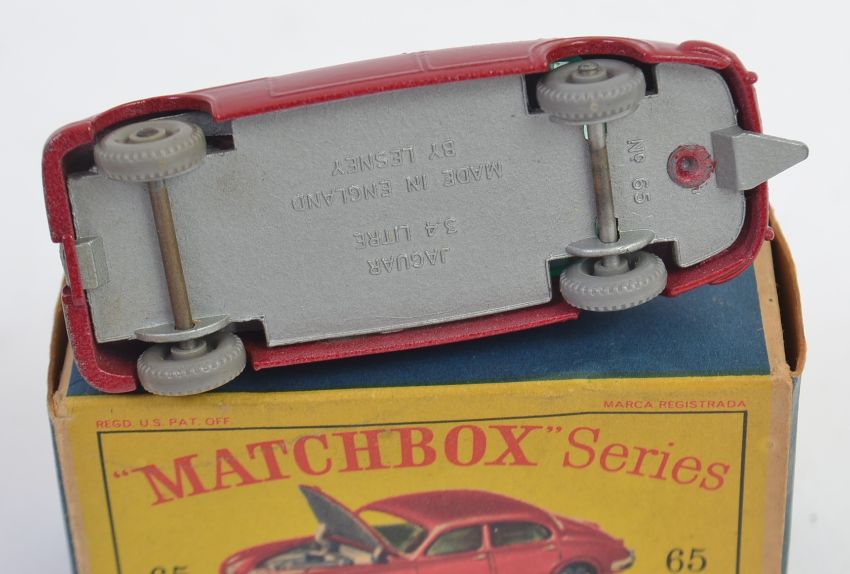 JAGUAR
3.4 LITRE
MADE IN ENGLAND
BY LESNEY
Nº 65
REGD. U.S. PAT. OFF.
MARCA REGISTRADA
"MATCHBOX" Series
65
65